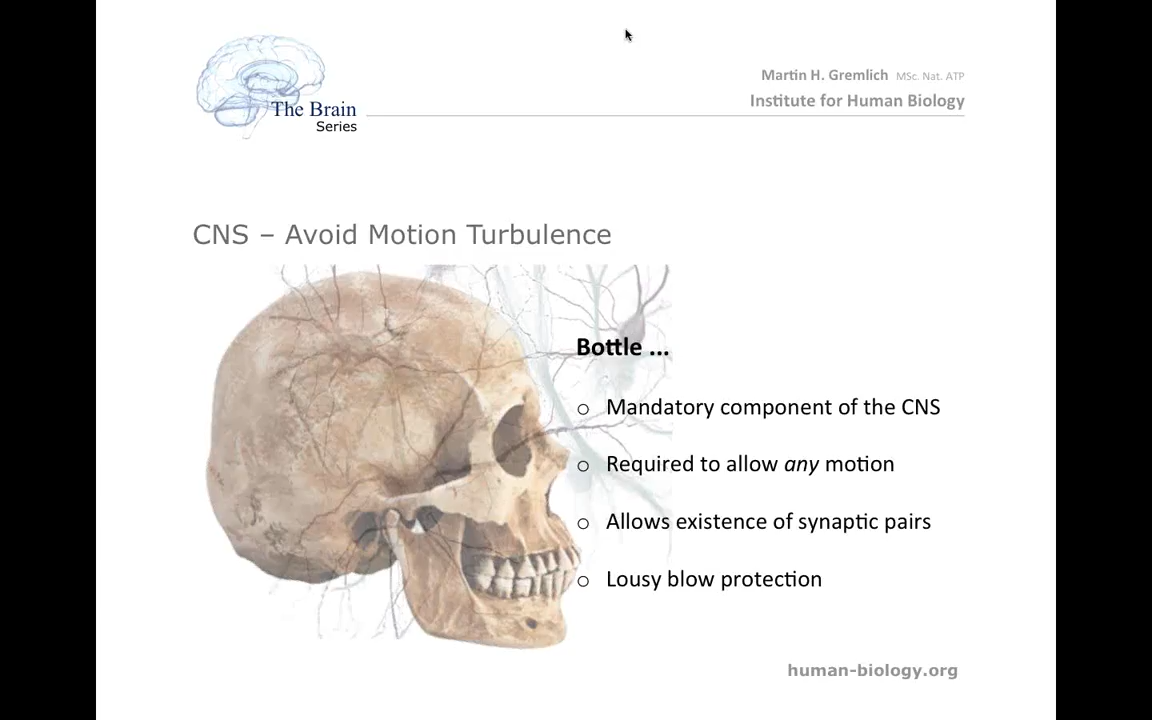 The Brain
Series
Martin H. Gremlich MSc. Nat. ATP
Institute for Human Biology
CNS – Avoid Motion Turbulence
Bottle ...
o Mandatory component of the CNS
o Required to allow any motion
o Allows existence of synaptic pairs
o Lousy blow protection
human-biology.org